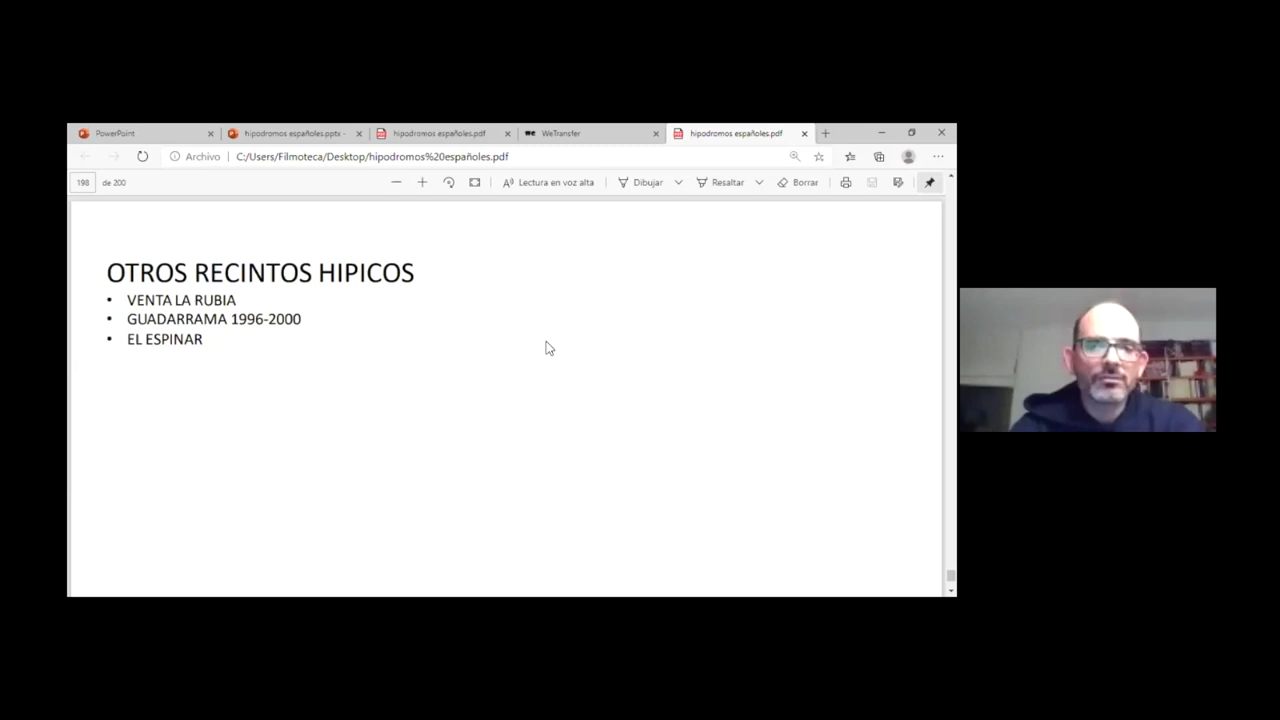 PowerPoint
hipodromos españoles.pptx -
hipodromos españoles.pdf
WeTransfer
hipodromos españoles.pdf
Archivo
C:/Users/Filmoteca/Desktop/hipodromos%20españoles.pdf
198 de 200
Lectura en voz alta
Dibujar
Resaltar
Borrar
OTROS RECINTOS HIPICOS
• VENTA LA RUBIA
• GUADARRAMA 1996-2000
• EL ESPINAR